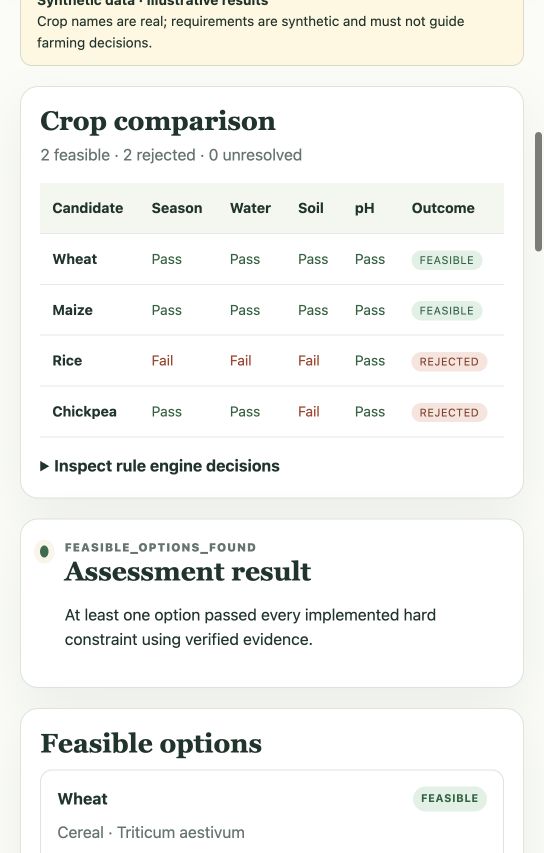 Synthetic data · Illustrative results
Crop names are real; requirements are synthetic and must not guide
farming decisions.
Crop comparison
2 feasible · 2 rejected · 0 unresolved
Candidate Season Water Soil pH Outcome
Wheat Pass Pass Pass Pass FEASIBLE
Maize Pass Pass Pass Pass FEASIBLE
Rice Fail Fail Fail Pass REJECTED
Chickpea Pass Pass Fail Pass REJECTED
Inspect rule engine decisions
FEASIBLE_OPTIONS_FOUND
Assessment result
At least one option passed every implemented hard
constraint using verified evidence.
Feasible options
Wheat FEASIBLE
Cereal · Triticum aestivum